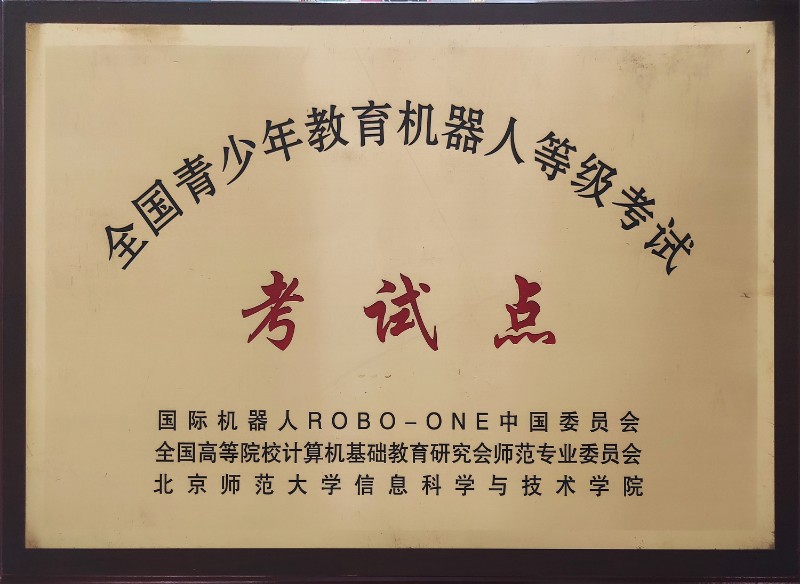 全国青少年教育机器人等级考试
考试点
国际机器人ROBO-ONE中国委员会
全国高等院校计算机基础教育研究会师范专业委员会
北京师范大学信息科学与技术学院